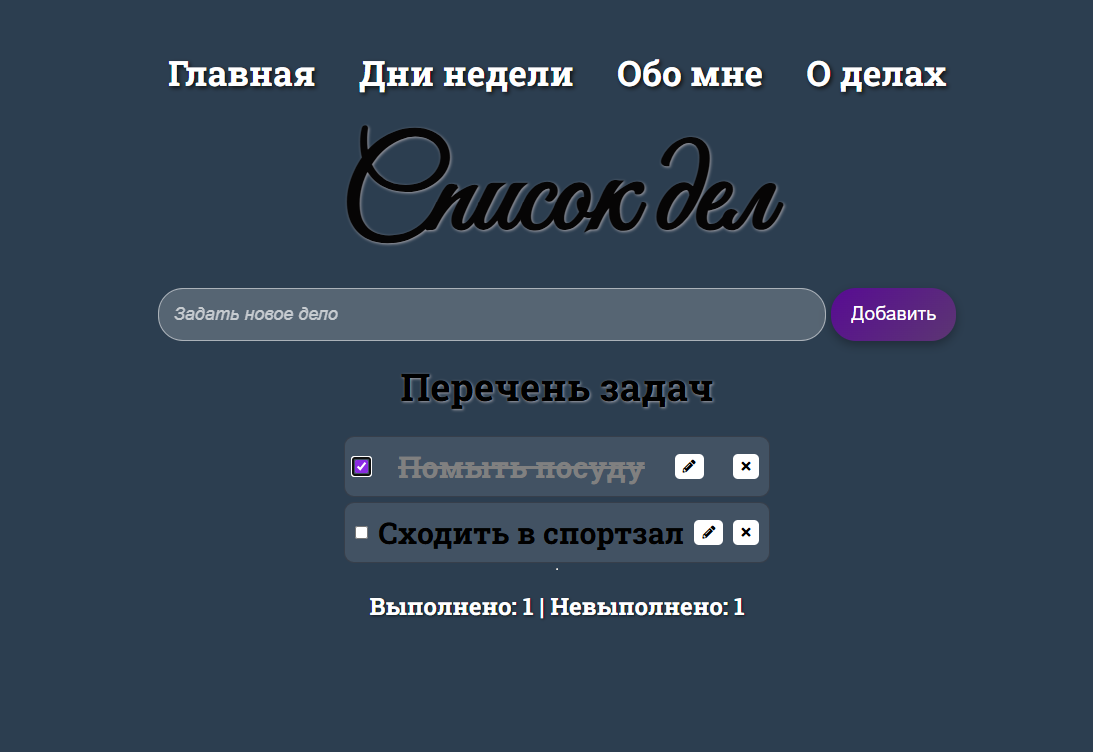 Главная Дни недели Обо мне О делах
Список дел
Задать новое дело Добавить
Перечень задач
Помыть посуду
Сходить в спортзал
.
Выполнено: 1 | Невыполнено: 1